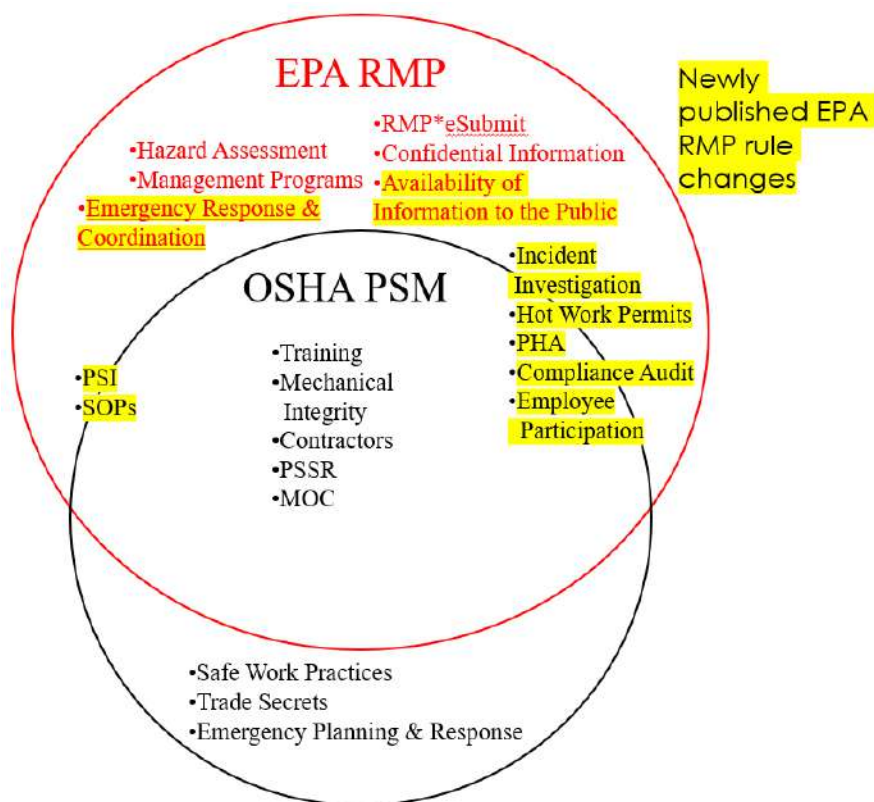 EPA RMP
Newly
published EPA
RMP rule
changes
•Hazard Assessment
•Management Programs
•Emergency Response &
Coordination
•RMP*eSubmit
•Confidential Information
•Availability of
Information to the Public
OSHA PSM
•Training
•Mechanical
Integrity
•Contractors
•PSSR
•MOC
•PSI
•SOPs
•Incident
Investigation
•Hot Work Permits
•PHA
•Compliance Audit
•Employee
Participation
•Safe Work Practices
•Trade Secrets
•Emergency Planning & Response